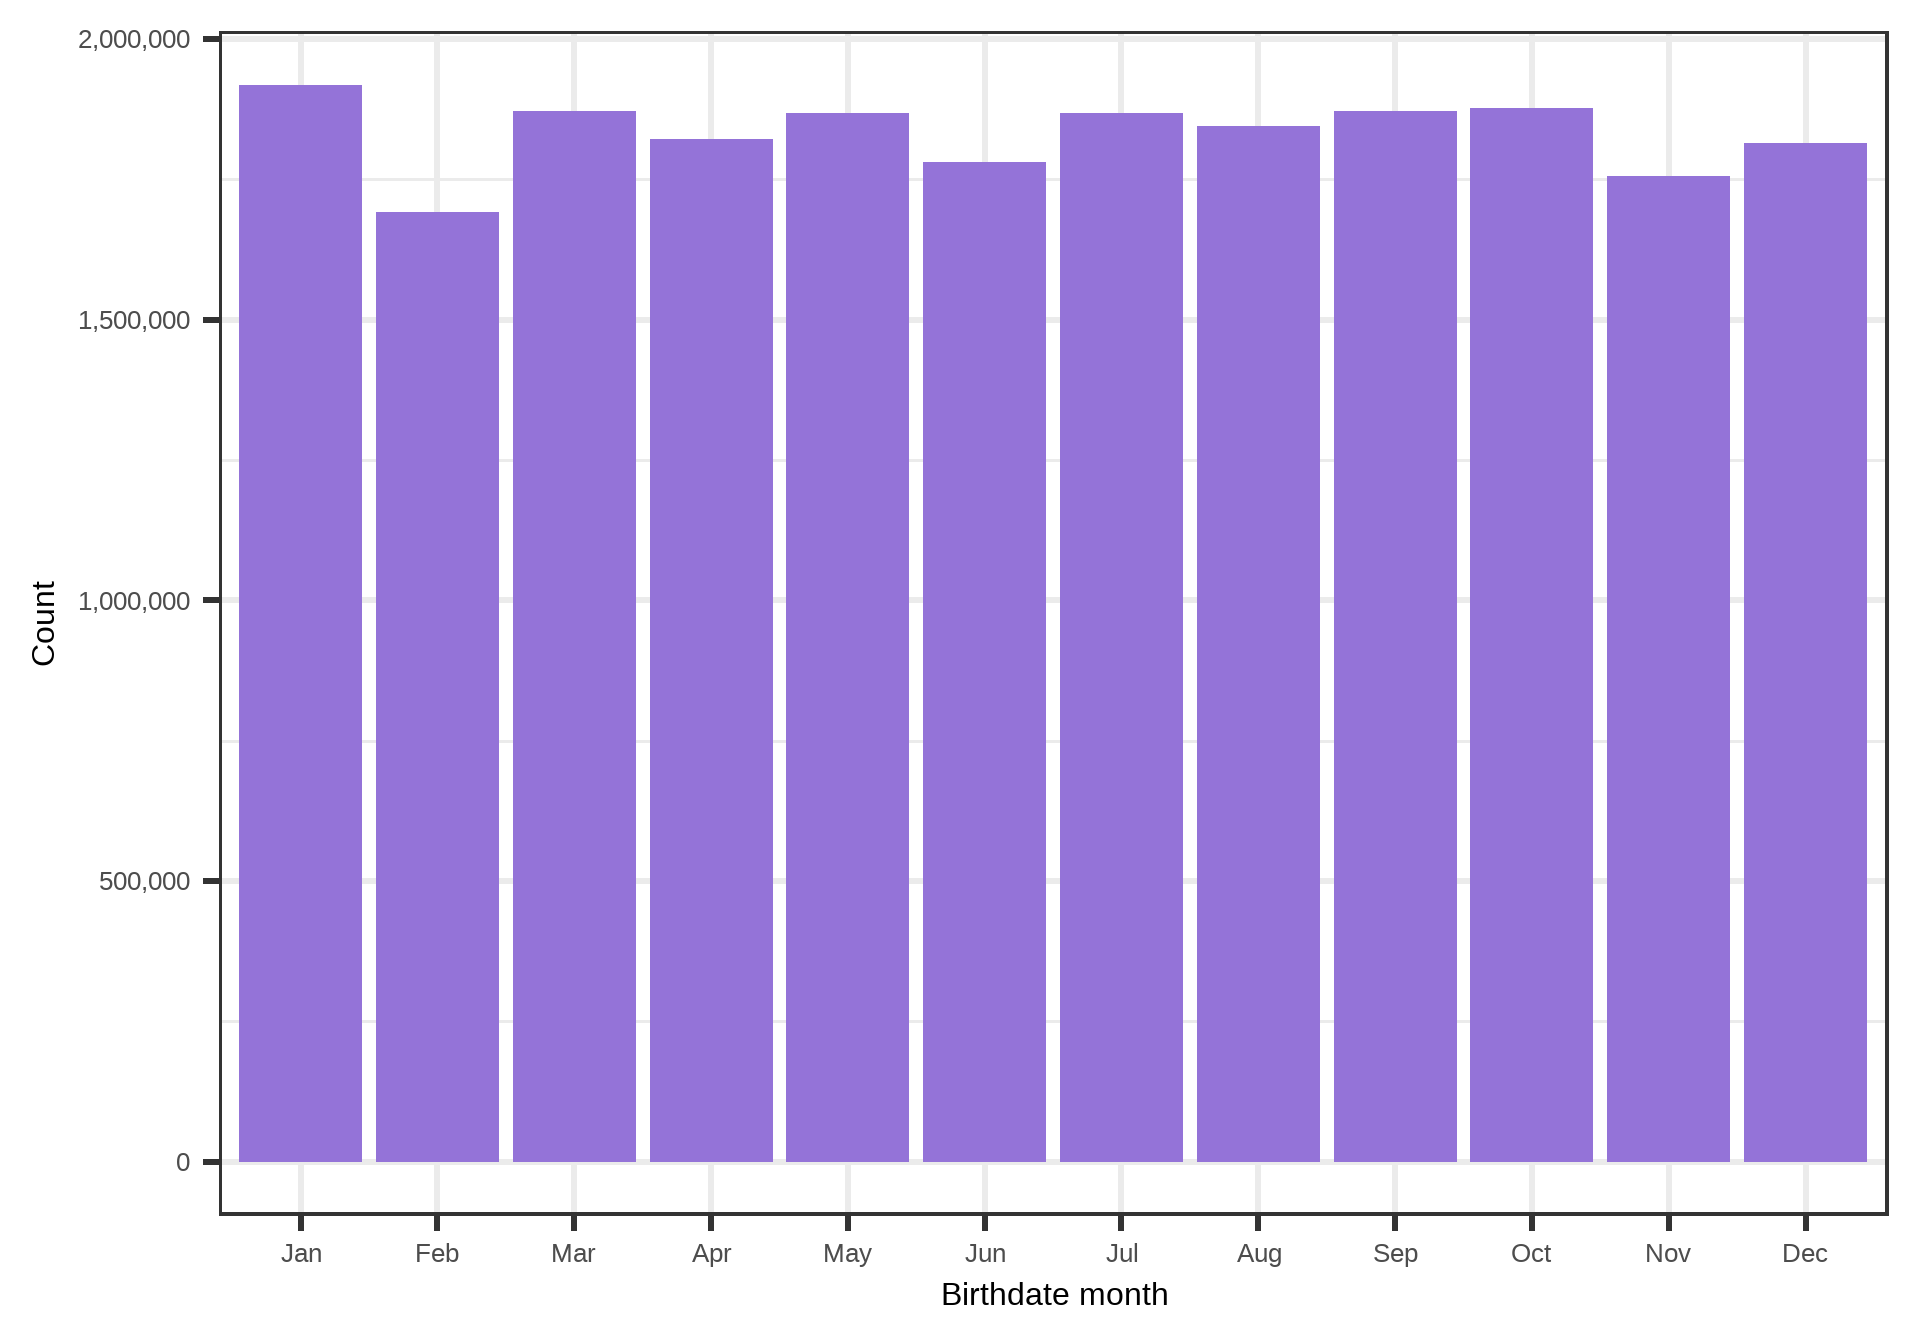 2,000,000
1,500,000
1,000,000
500,000
0
Count
Jan Feb Mar Apr May Jun Jul Aug Sep Oct Nov Dec
Birthdate month